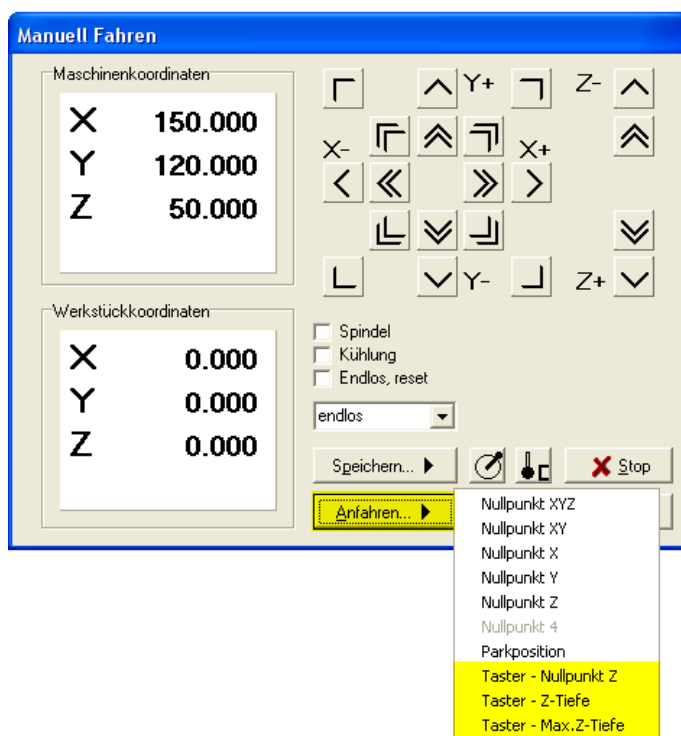 Manuell Fahren
Maschinenkoordinaten
X 150.000
Y 120.000
Z 50.000
Y+ Z-
X- X+
Y- Z+
Werkstückkoordinaten
X 0.000
Y 0.000
Z 0.000
Spindel
Kühlung
Endlos, reset
endlos
Speichern...
Stop
Anfahren...
Nullpunkt XYZ
Nullpunkt XY
Nullpunkt X
Nullpunkt Y
Nullpunkt Z
Nullpunkt 4
Parkposition
Taster - Nullpunkt Z
Taster - Z-Tiefe
Taster - Max.Z-Tiefe